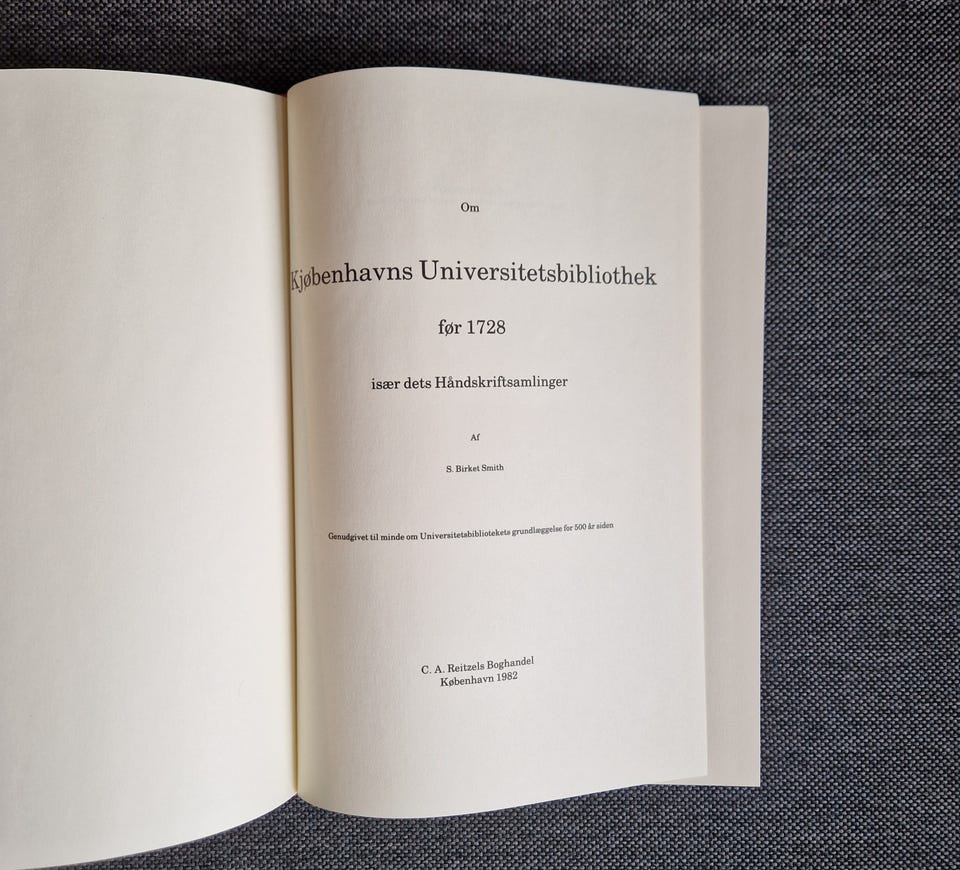 Om
Kjøbenhavns Universitetsbibliothek
før 1728
især dets Håndskriftsamlinger
Af
S. Birket Smith
Genudgivet til minde om Universitetsbibliotekets grundlæggelse for 500 år siden
C. A. Reitzels Boghandel
København 1982